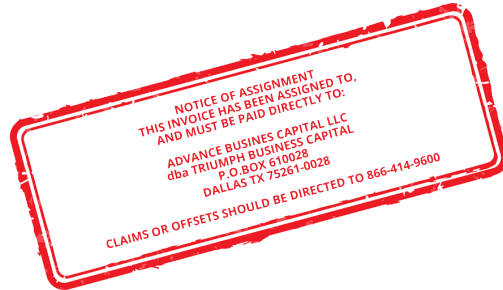 NOTICE OF ASSIGNMENT
THIS INVOICE HAS BEEN ASSIGNED TO,
AND MUST BE PAID DIRECTLY TO:
ADVANCE BUSINES CAPITAL LLC
dba TRIUMPH BUSINESS CAPITAL
P.O.BOX 610028
DALLAS TX 75261-0028
CLAIMS OR OFFSETS SHOULD BE DIRECTED TO 866-414-9600